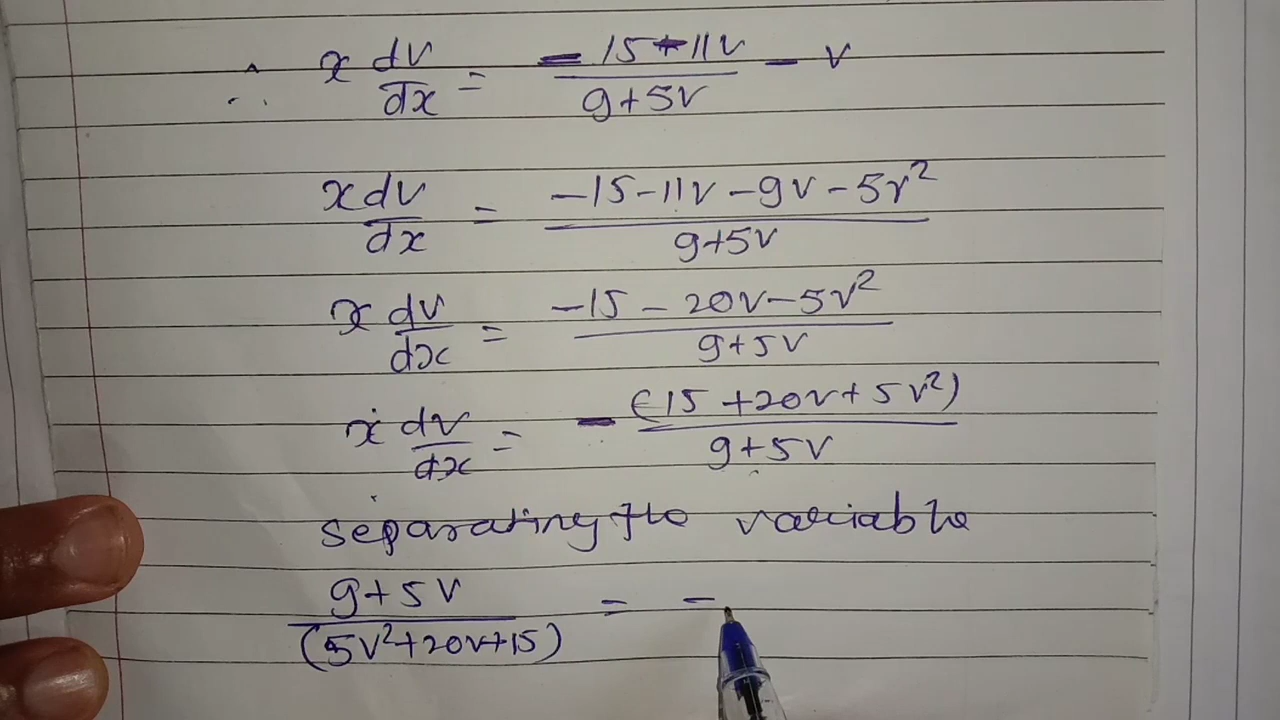 ∴ x dv/dx = - 15 - 11v / 9+5v - v
x dv/dx = -15-11v-9v-5v² / 9+5v
x dv/dx = -15-20v-5v² / 9+5v
x dv/dx = - (15+20v+5v²) / 9+5v
separating the variable
9+5v / (5v²+20v+15) = -